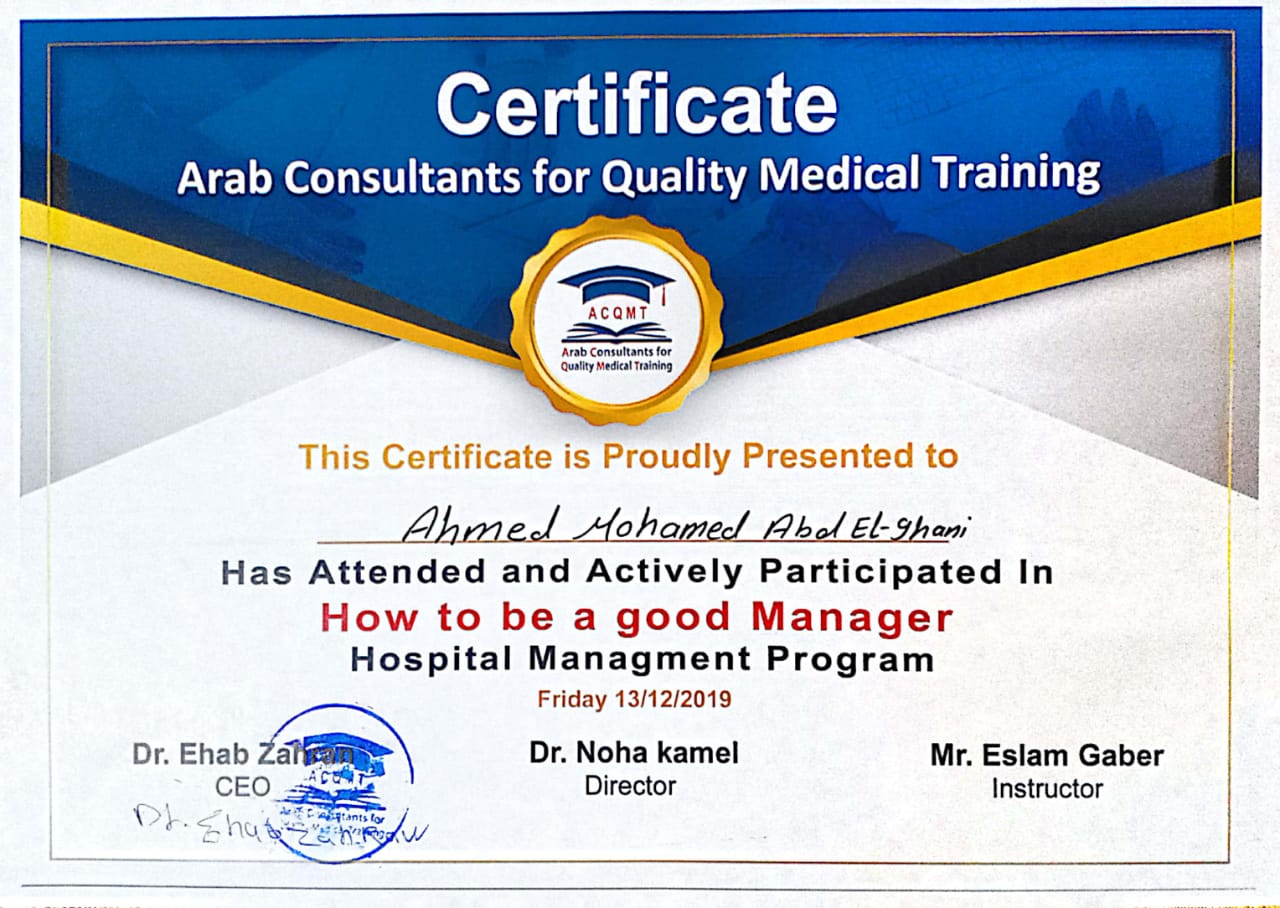 Certificate
Arab Consultants for Quality Medical Training
ACQMT
Arab Consultants for
Quality Medical Training
This Certificate is Proudly Presented to
Ahmed Mohamed Abd El-ghani
Has Attended and Actively Participated In
How to be a good Manager
Hospital Managment Program
Friday 13/12/2019
Dr. Ehab Zahran
CEO
Dr. Noha kamel
Director
Mr. Eslam Gaber
Instructor
ACQMT
Arab Consultants for
Dr. Ehab Zahran